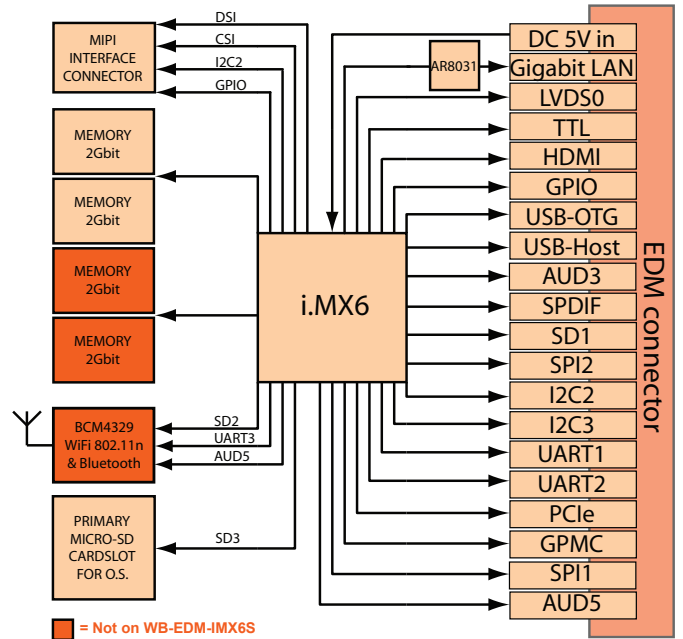 MIPI
INTERFACE
CONNECTOR
DSI
CSI
I2C2
GPIO
MEMORY
2Gbit
MEMORY
2Gbit
MEMORY
2Gbit
MEMORY
2Gbit
BCM4329
WiFi 802.11n
& Bluetooth
SD2
UART3
AUD5
PRIMARY
MICRO-SD
CARDSLOT
FOR O.S.
SD3
= Not on WB-EDM-IMX6S
i.MX6
AR8031
DC 5V in
Gigabit LAN
LVDS0
TTL
HDMI
GPIO
USB-OTG
USB-Host
AUD3
SPDIF
SD1
SPI2
I2C2
I2C3
UART1
UART2
PCIe
GPMC
SPI1
AUD5
EDM connector